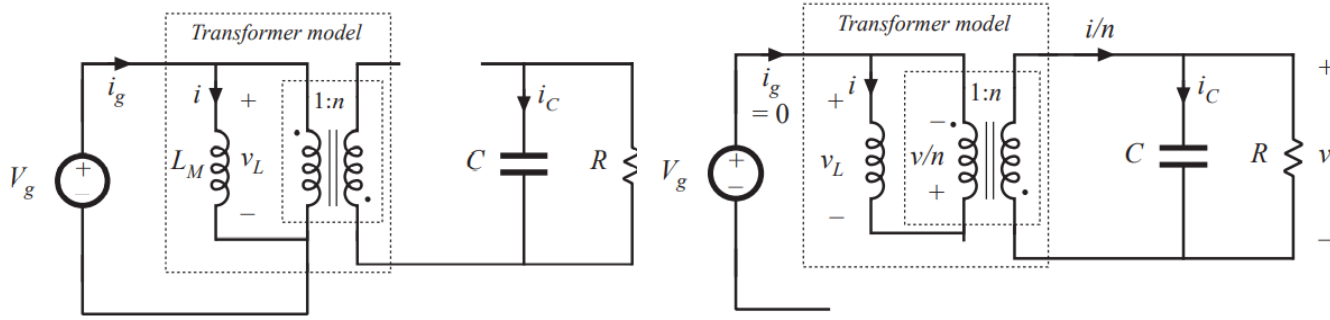 Transformer model
i_g
i
+
1:n
i_C
V_g
+
−
L_M
v_L
C
R
−
Transformer model
i/n
i_g
= 0
i
+
1:n
−
i_C
+
V_g
+
−
v_L
v/n
C
R
v
+
−
−